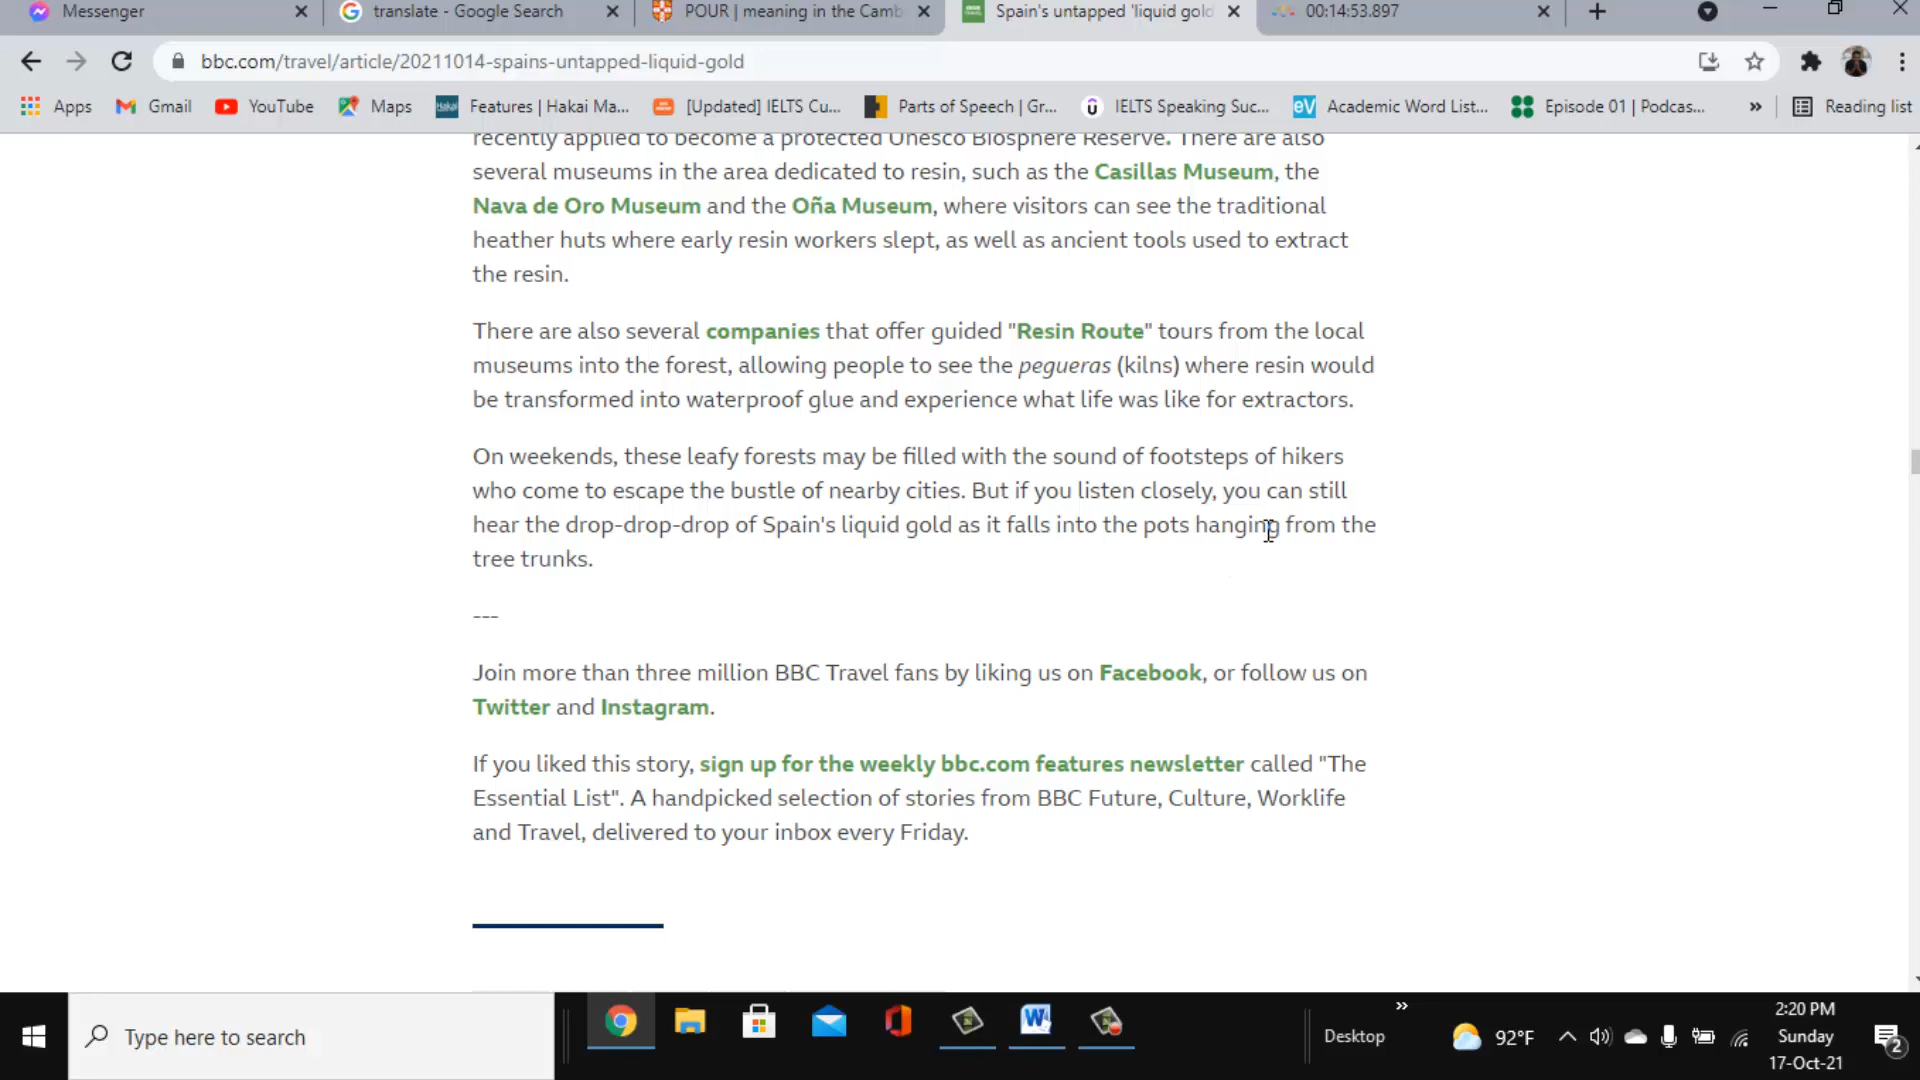 Messenger
translate - Google Search
POUR | meaning in the Camb
Spain's untapped 'liquid gold
00:14:53.897
bbc.com/travel/article/20211014-spains-untapped-liquid-gold
Apps
Gmail
YouTube
Maps
Features | Hakai Ma...
[Updated] IELTS Cu...
Parts of Speech | Gr...
IELTS Speaking Suc...
Academic Word List...
Episode 01 | Podcas...
»
Reading list
recently applied to become a protected Unesco Biosphere Reserve. There are also
several museums in the area dedicated to resin, such as the Casillas Museum, the
Nava de Oro Museum and the Oña Museum, where visitors can see the traditional
heather huts where early resin workers slept, as well as ancient tools used to extract
the resin.
There are also several companies that offer guided "Resin Route" tours from the local
museums into the forest, allowing people to see the pegueras (kilns) where resin would
be transformed into waterproof glue and experience what life was like for extractors.
On weekends, these leafy forests may be filled with the sound of footsteps of hikers
who come to escape the bustle of nearby cities. But if you listen closely, you can still
hear the drop-drop-drop of Spain's liquid gold as it falls into the pots hanging from the
tree trunks.
---
Join more than three million BBC Travel fans by liking us on Facebook, or follow us on
Twitter and Instagram.
If you liked this story, sign up for the weekly bbc.com features newsletter called "The
Essential List". A handpicked selection of stories from BBC Future, Culture, Worklife
and Travel, delivered to your inbox every Friday.
Type here to search
Desktop
»
92°F
2:20 PM
Sunday
17-Oct-21
2